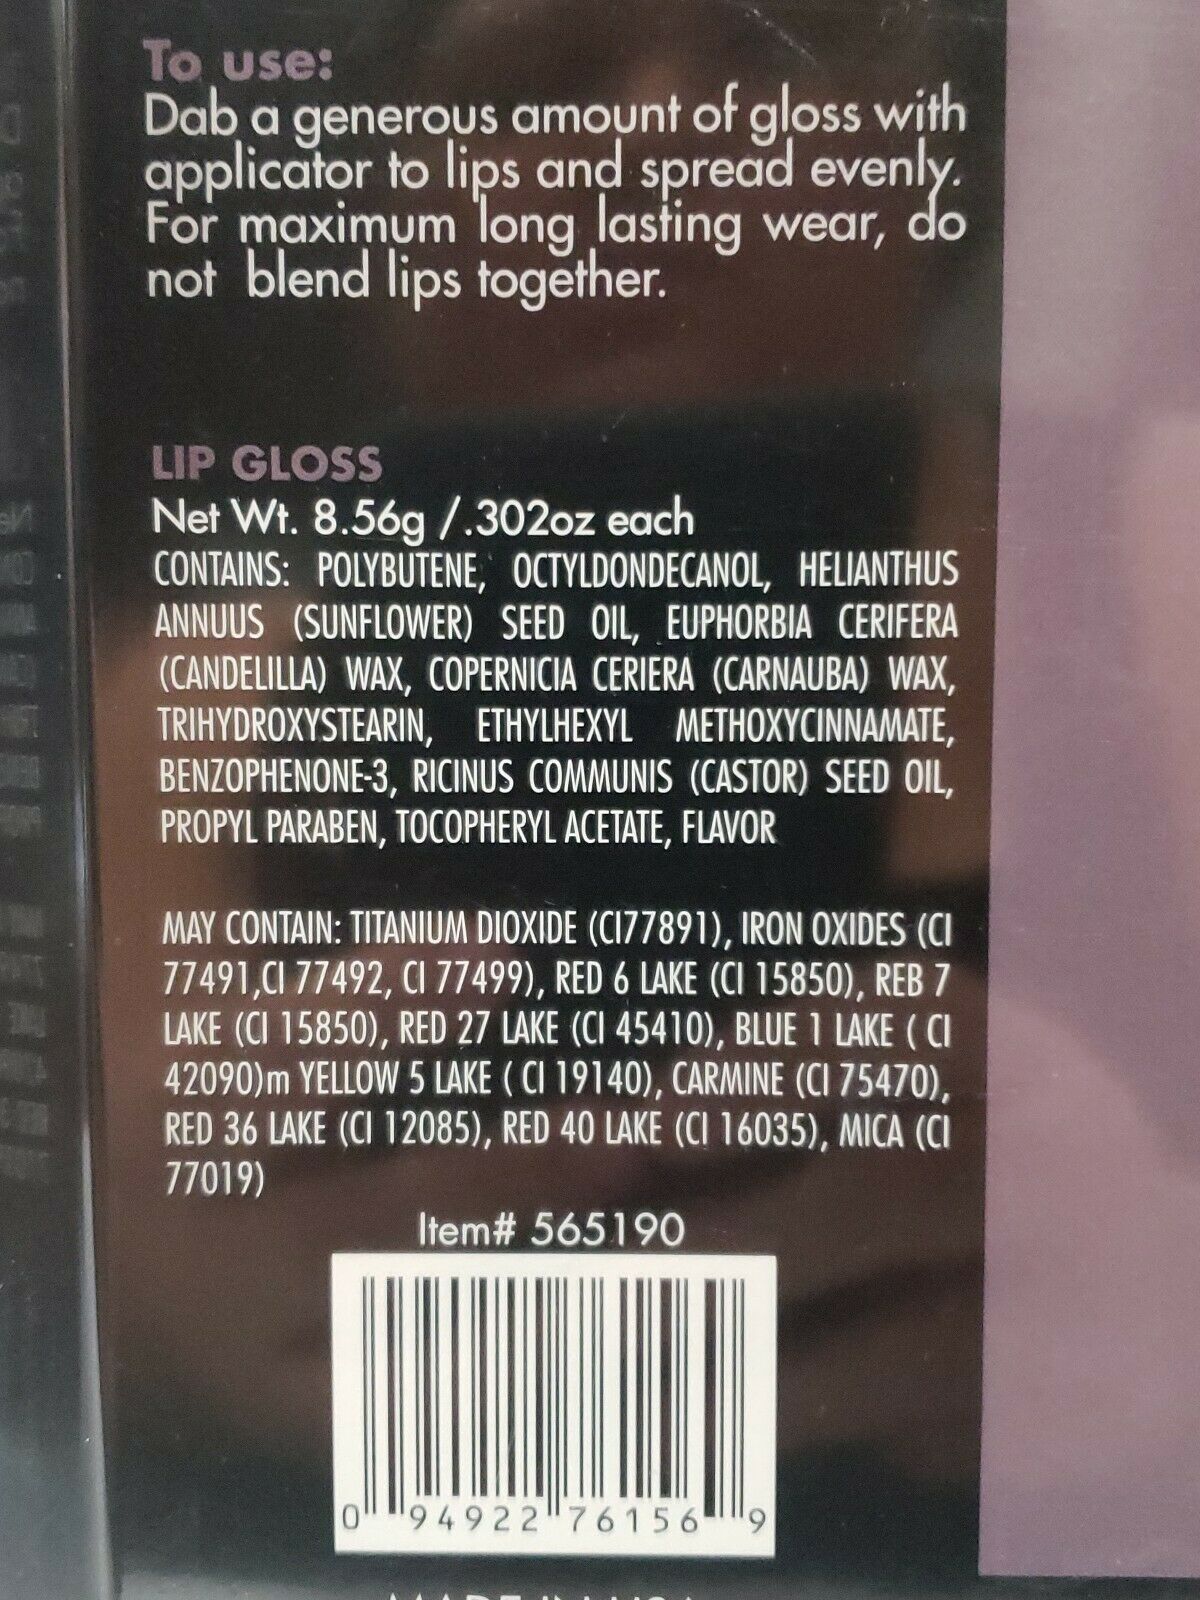 To use:
Dab a generous amount of gloss with
applicator to lips and spread evenly.
For maximum long lasting wear, do
not blend lips together.
LIP GLOSS
Net Wt. 8.56g /.302oz each
CONTAINS: POLYBUTENE, OCTYLDONDECANOL, HELIANTHUS
ANNUUS (SUNFLOWER) SEED OIL, EUPHORBIA CERIFERA
(CANDELILLA) WAX, COPERNICIA CERIERA (CARNAUBA) WAX,
TRIHYDROXYSTEARIN, ETHYLHEXYL METHOXYCINNAMATE,
BENZOPHENONE-3, RICINUS COMMUNIS (CASTOR) SEED OIL,
PROPYL PARABEN, TOCOPHERYL ACETATE, FLAVOR
MAY CONTAIN: TITANIUM DIOXIDE (CI77891), IRON OXIDES (CI
77491,CI 77492, CI 77499), RED 6 LAKE (CI 15850), REB 7
LAKE (CI 15850), RED 27 LAKE (CI 45410), BLUE 1 LAKE ( CI
42090)m YELLOW 5 LAKE ( CI 19140), CARMINE (CI 75470),
RED 36 LAKE (CI 12085), RED 40 LAKE (CI 16035), MICA (CI
77019)
Item# 565190
0 94922 76156 9
MADE IN USA